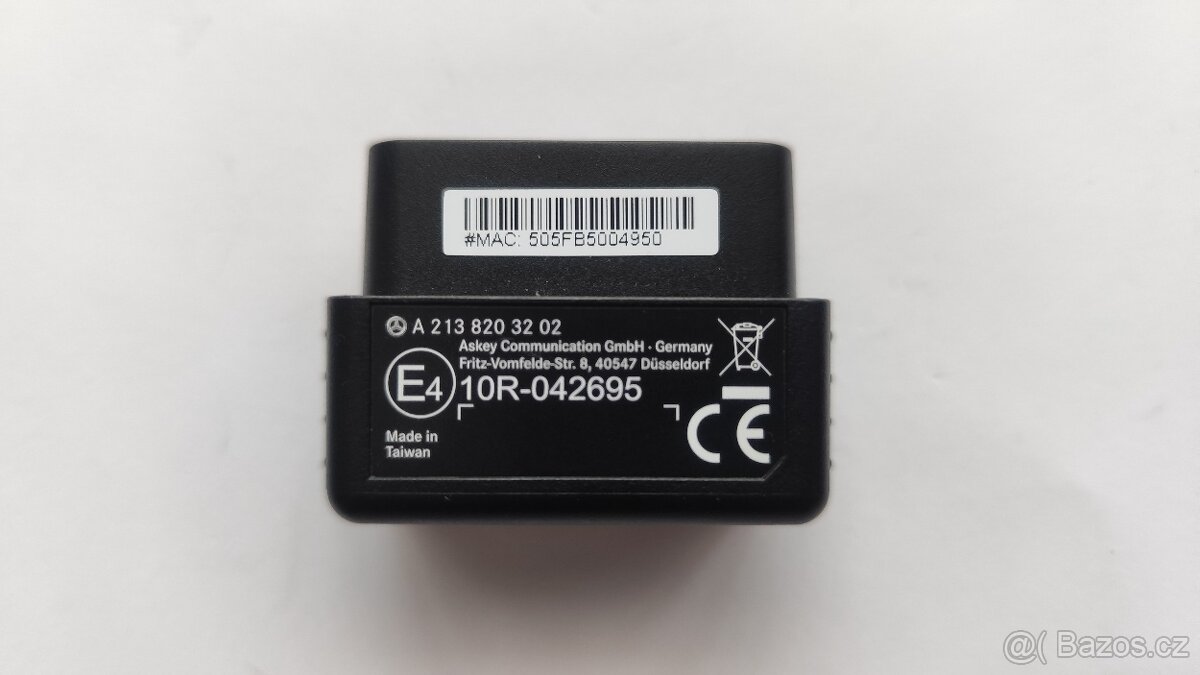 #MAC: 505FB5004950
A 213 820 32 02
Askey Communication GmbH · Germany
Fritz-Vomfelde-Str. 8, 40547 Düsseldorf
E4 10R-042695
Made in
Taiwan
CE
@( Bazos.cz